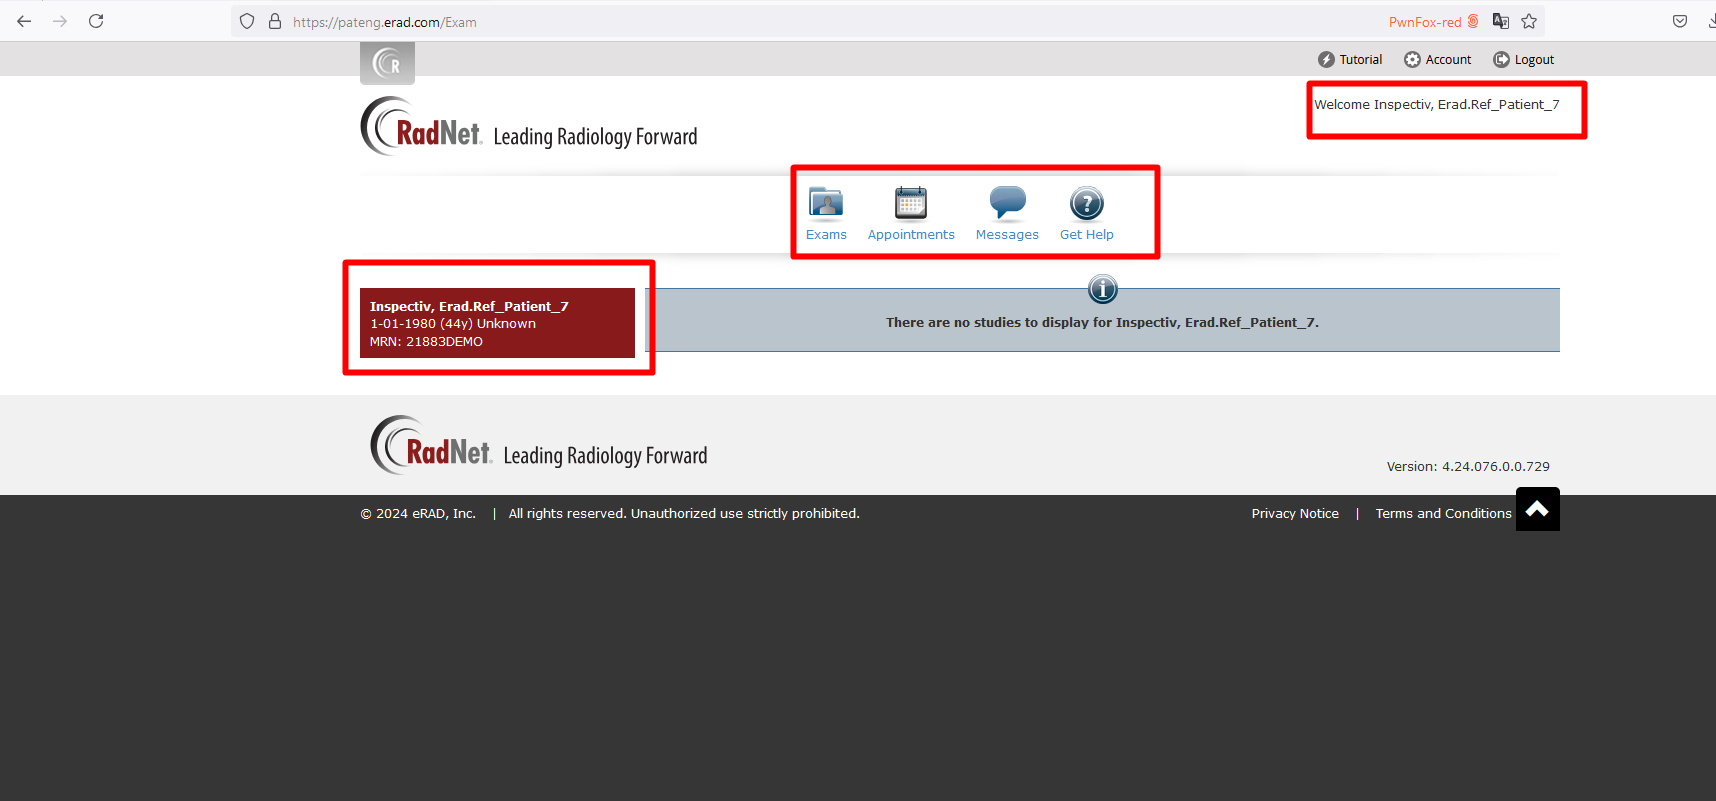 https://pateng.erad.com/Exam
PwnFox-red
Tutorial
Account
Logout
R
Welcome Inspectiv, Erad.Ref_Patient_7
RadNet Leading Radiology Forward
Exams
Appointments
Messages
Get Help
Inspectiv, Erad.Ref_Patient_7
1-01-1980 (44y) Unknown
MRN: 21883DEMO
There are no studies to display for Inspectiv, Erad.Ref_Patient_7.
RadNet Leading Radiology Forward
Version: 4.24.076.0.0.729
© 2024 eRAD, Inc. | All rights reserved. Unauthorized use strictly prohibited.
Privacy Notice | Terms and Conditions